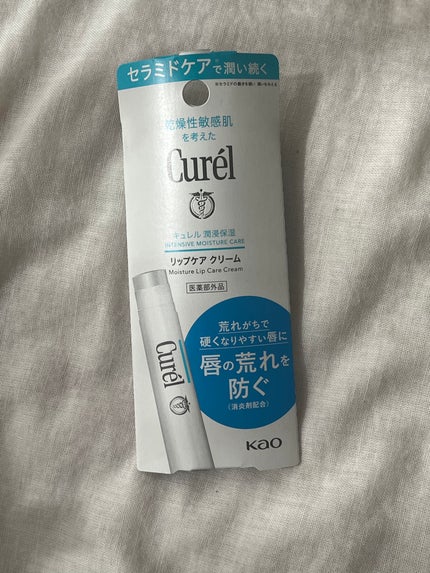 セラミドケア※で潤い続く
乾燥性敏感肌
を考えた
Curél
キュレル 潤浸保湿
INTENSIVE MOISTURE CARE
リップケア クリーム
Moisture Lip Care Cream
医薬部外品
荒れがちで
硬くなりやすい唇に
唇の荒れを
防ぐ
(消炎剤配合)
Curél
Kao